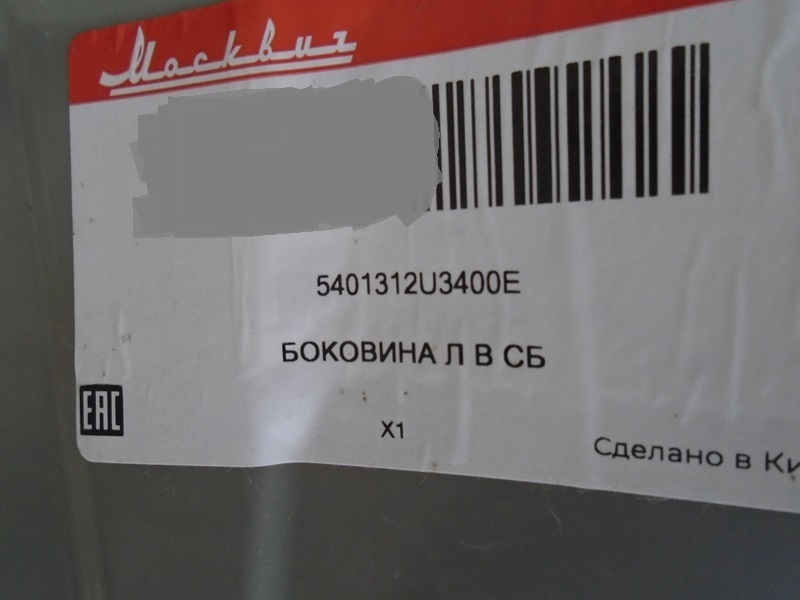 Москвич
5401312U3400E
БОКОВИНА Л В СБ
EAC
X1
Сделано в